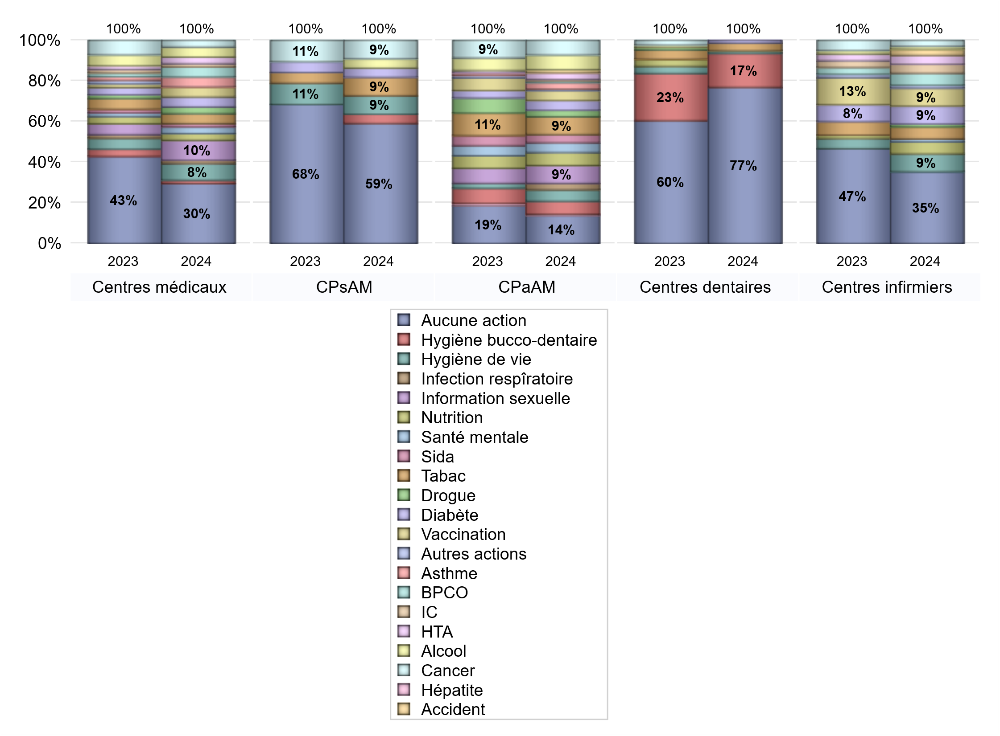 100% 100% 100% 100% 100% 100% 100% 100% 100% 100%
100%
80%
60%
40%
20%
0%
43%
10%
8%
30%
11%
11%
68%
9%
9%
9%
59%
9%
11%
19%
9%
9%
14%
23%
60%
17%
77%
13%
8%
47%
9%
9%
9%
35%
2023 2024 2023 2024 2023 2024 2023 2024 2023 2024
Centres médicaux CPsAM CPaAM Centres dentaires Centres infirmiers
Aucune action
Hygiène bucco-dentaire
Hygiène de vie
Infection respîratoire
Information sexuelle
Nutrition
Santé mentale
Sida
Tabac
Drogue
Diabète
Vaccination
Autres actions
Asthme
BPCO
IC
HTA
Alcool
Cancer
Hépatite
Accident